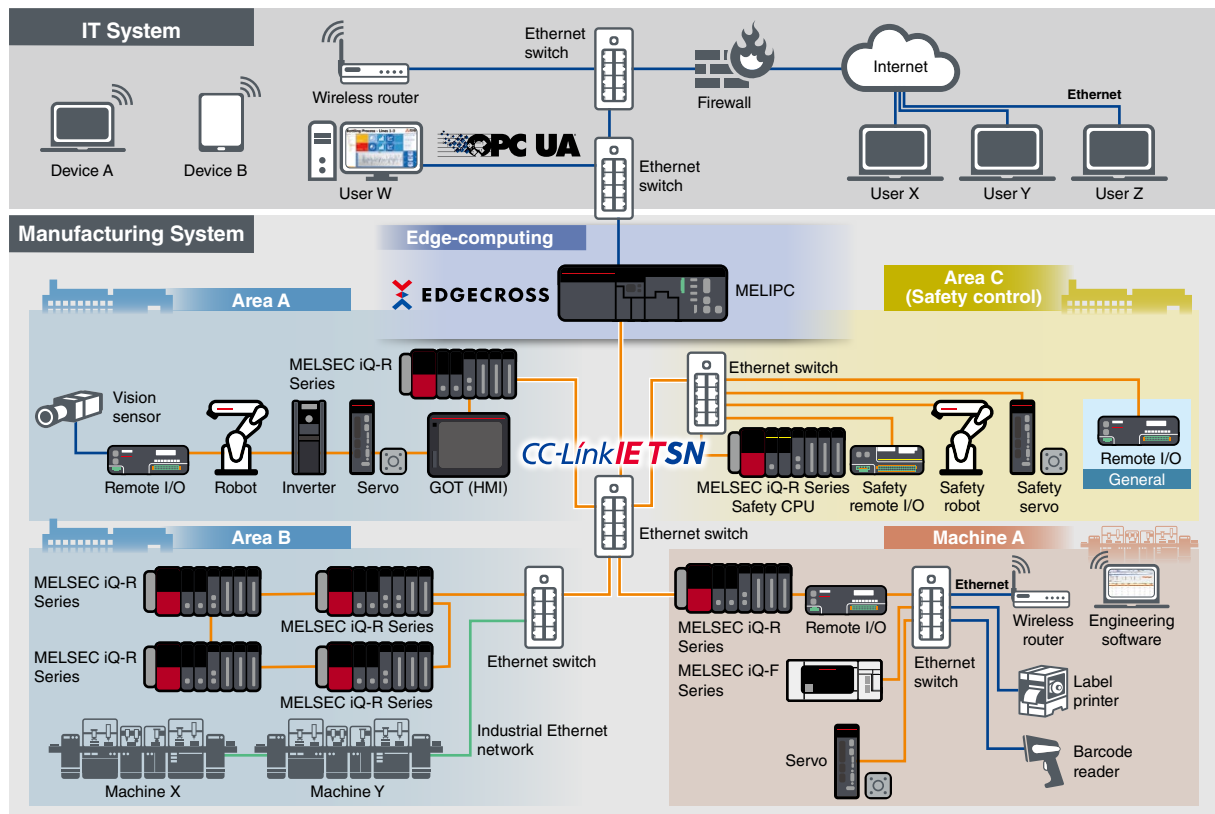 IT System
Device A
Device B
Wireless router
Ethernet
switch
Firewall
Internet
Ethernet
User W
OPC UA
Ethernet
switch
User X
User Y
User Z
Manufacturing System
Edge-computing
EDGECROSS
MELIPC
Area A
MELSEC iQ-R
Series
Vision
sensor
Remote I/O
Robot
Inverter
Servo
GOT (HMI)
CC-Link IE TSN
Area C
(Safety control)
Ethernet switch
MELSEC iQ-R Series
Safety CPU
Safety
remote I/O
Safety
robot
Safety
servo
Remote I/O
General
Ethernet switch
Area B
MELSEC iQ-R
Series
MELSEC iQ-R Series
MELSEC iQ-R
Series
MELSEC iQ-R Series
Ethernet switch
Industrial Ethernet
network
Machine X
Machine Y
Machine A
MELSEC iQ-R
Series
Remote I/O
MELSEC iQ-F
Series
Servo
Ethernet
switch
Ethernet
Wireless
router
Engineering
software
Label
printer
Barcode
reader